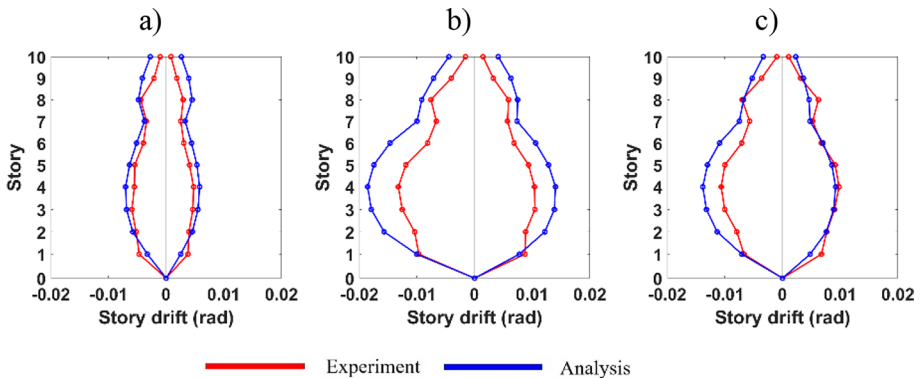 a) b) c)
10 10 10
9 9 9
8 8 8
7 7 7
6 6 6
5 5 5
4 4 4
3 3 3
2 2 2
1 1 1
0 0 0
Story Story Story
-0.02 -0.01 0 0.01 0.02 -0.02 -0.01 0 0.01 0.02 -0.02 -0.01 0 0.01 0.02
Story drift (rad) Story drift (rad) Story drift (rad)
Experiment Analysis